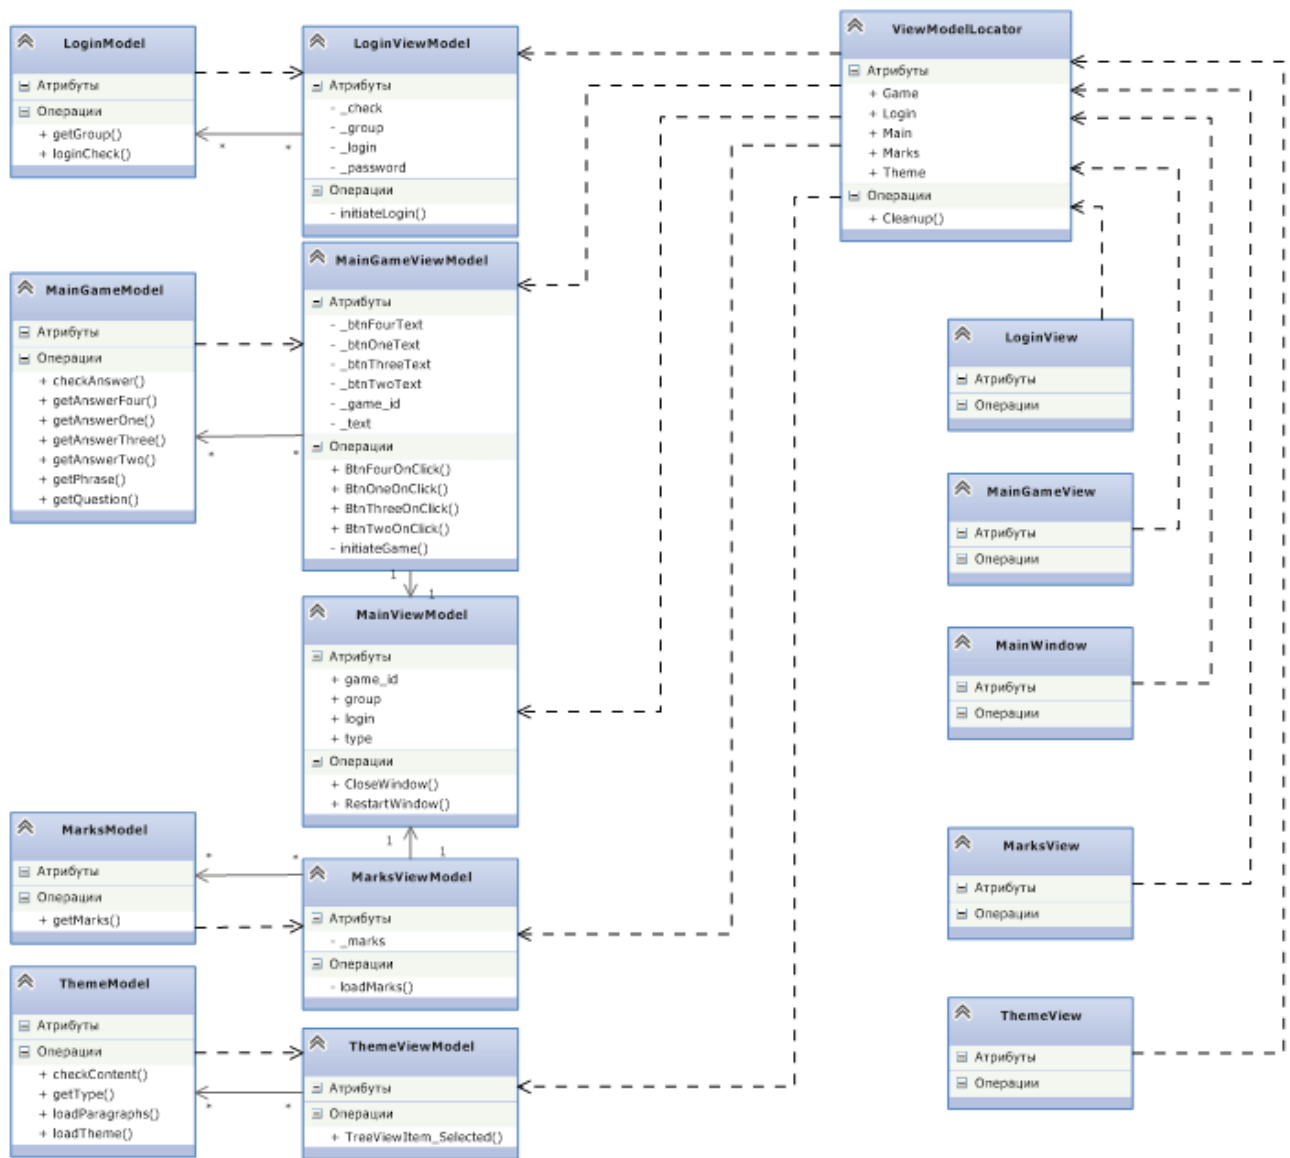 LoginModel
Атрибуты
Операции
+ getGroup()
+ loginCheck()
LoginViewModel
Атрибуты
- _check
- _group
- _login
- _password
Операции
- initiateLogin()
*
*
ViewModelLocator
Атрибуты
+ Game
+ Login
+ Main
+ Marks
+ Theme
Операции
+ Cleanup()
MainGameModel
Атрибуты
Операции
+ checkAnswer()
+ getAnswerFour()
+ getAnswerOne()
+ getAnswerThree()
+ getAnswerTwo()
+ getPhrase()
+ getQuestion()
MainGameViewModel
Атрибуты
- _btnFourText
- _btnOneText
- _btnThreeText
- _btnTwoText
- _game_id
- _text
Операции
+ BtnFourOnClick()
+ BtnOneOnClick()
+ BtnThreeOnClick()
+ BtnTwoOnClick()
- initiateGame()
*
*
1
1
LoginView
Атрибуты
Операции
MainGameView
Атрибуты
Операции
MainViewModel
Атрибуты
+ game_id
+ group
+ login
+ type
Операции
+ CloseWindow()
+ RestartWindow()
1
1
MainWindow
Атрибуты
Операции
MarksModel
Атрибуты
Операции
+ getMarks()
*
*
MarksViewModel
Атрибуты
- _marks
Операции
- loadMarks()
MarksView
Атрибуты
Операции
ThemeModel
Атрибуты
Операции
+ checkContent()
+ getType()
+ loadParagraphs()
+ loadTheme()
*
*
ThemeViewModel
Атрибуты
Операции
+ TreeViewItem_Selected()
ThemeView
Атрибуты
Операции